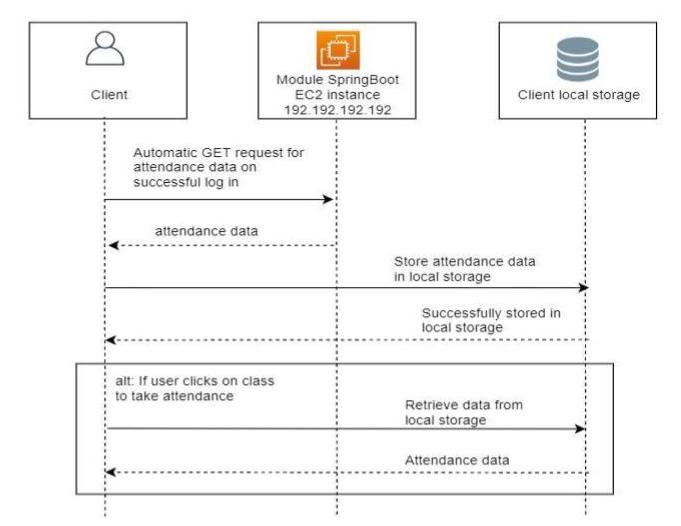 Client
Module SpringBoot
EC2 instance
192.192.192.192
Client local storage
Automatic GET request for
attendance data on
successful log in
attendance data
Store attendance data
in local storage
Successfully stored in
local storage
alt: If user clicks on class
to take attendance
Retrieve data from
local storage
Attendance data